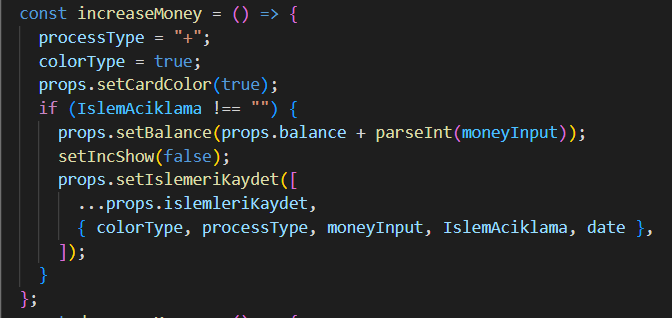 const increaseMoney = () => {
processType = "+";
colorType = true;
props.setCardColor(true);
if (IslemAciklama !== "") {
props.setBalance(props.balance + parseInt(moneyInput));
setIncShow(false);
props.setIslemeriKaydet([
...props.islemleriKaydet,
{ colorType, processType, moneyInput, IslemAciklama, date },
]);
}
};